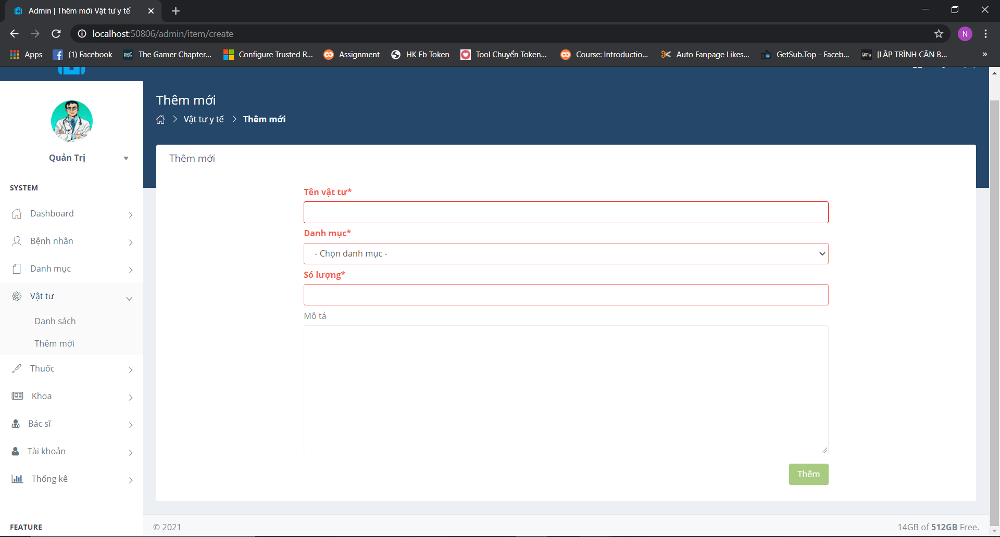 Admin | Thêm mới Vật tư y tế
localhost:50806/admin/item/create
N
Apps
(1) Facebook
The Gamer Chapter...
Configure Trusted R...
Assignment
HK Fb Token
Tool Chuyển Token...
Course: Introductio...
Auto Fanpage Likes...
GetSub.Top - Faceb...
[LẬP TRÌNH CĂN B...
»
Thêm mới
Vật tư y tế
Thêm mới
Quản Trị
SYSTEM
Dashboard
Bệnh nhân
Danh mục
Vật tư
Danh sách
Thêm mới
Thuốc
Khoa
Bác sĩ
Tài khoản
Thống kê
FEATURE
Thêm mới
Tên vật tư*
Danh mục*
- Chọn danh mục -
Só lượng*
Mô tả
Thêm
© 2021
14GB of 512GB Free.